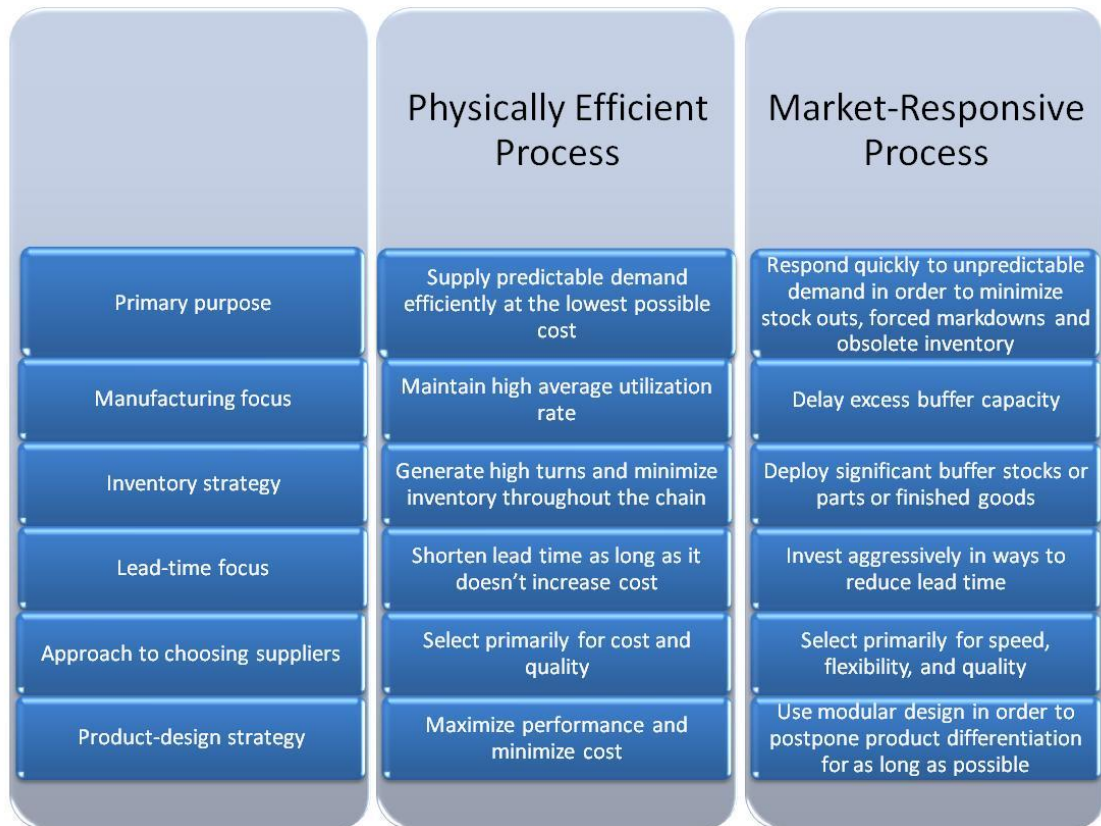 Physically Efficient
Process
Market-Responsive
Process
Primary purpose
Supply predictable demand
efficiently at the lowest possible
cost
Respond quickly to unpredictable
demand in order to minimize
stock outs, forced markdowns and
obsolete inventory
Manufacturing focus
Maintain high average utilization
rate
Delay excess buffer capacity
Inventory strategy
Generate high turns and minimize
inventory throughout the chain
Deploy significant buffer stocks or
parts or finished goods
Lead-time focus
Shorten lead time as long as it
doesn't increase cost
Invest aggressively in ways to
reduce lead time
Approach to choosing suppliers
Select primarily for cost and
quality
Select primarily for speed,
flexibility, and quality
Product-design strategy
Maximize performance and
minimize cost
Use modular design in order to
postpone product differentiation
for as long as possible